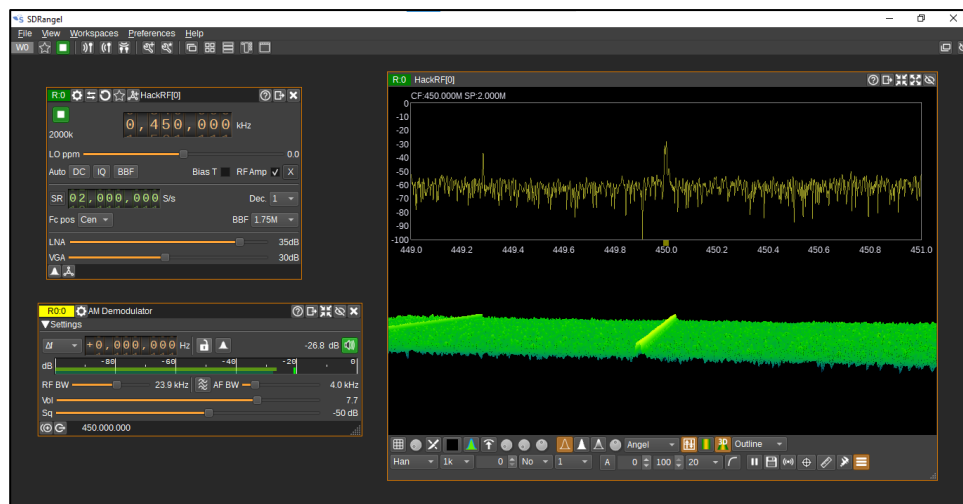 SDRangel
File View Workspaces Preferences Help
W0
R:0 HackRF[0]
2000k
0,450,000 kHz
LO ppm 0.0
Auto DC IQ BBF Bias T RF Amp X
SR 02,000,000 S/s Dec. 1
Fc pos Cen BBF 1.75M
LNA 35dB
VGA 30dB
R0:0 AM Demodulator
Settings
Δf +0,000,000 Hz -26.8 dB
dB -80 -60 -40 -20 0
RF BW 23.9 kHz AF BW 4.0 kHz
Vol 7.7
Sq -50 dB
450.000.000
R:0 HackRF[0]
CF:450.000M SP:2.000M
0
-10
-20
-30
-40
-50
-60
-70
-80
-90
-100
449.0 449.2 449.4 449.6 449.8 450.0 450.2 450.4 450.6 450.8 451.0
Angel 3D Outline
Han 1k 0 No 1 A 0 100 20